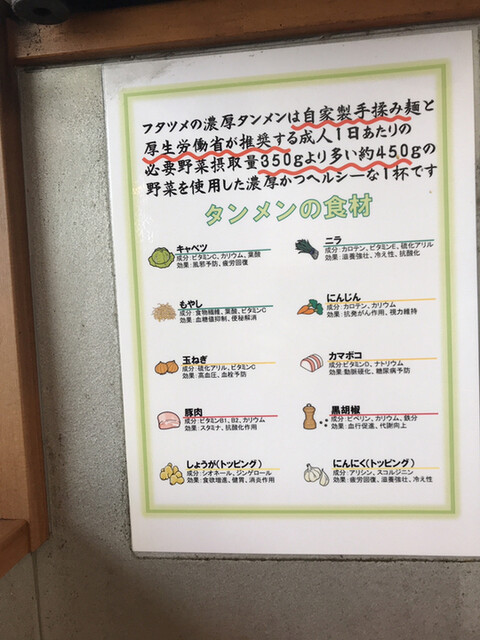 フタツメの濃厚タンメンは自家製手揉み麺と
厚生労働省が推奨する成人1日あたりの
必要野菜摂取量350gより多い約450gの
野菜を使用した濃厚かつヘルシーな1杯です
タンメンの食材
キャベツ
成分:ビタミンC、カリウム、葉酸
効果:風邪予防、疲労回復
ニラ
成分:カロテン、ビタミンE、硫化アリル
効果:滋養強壮、冷え性、抗酸化
もやし
成分:食物繊維、葉酸、ビタミンC
効果:血糖値抑制、便秘解消
にんじん
成分:カロテン、カリウム
効果:抗発がん作用、視力維持
玉ねぎ
成分:硫化アリル、ビタミンC
効果:高血圧、血栓予防
カマボコ
成分:ビタミンD、ナトリウム
効果:動脈硬化、糖尿病予防
豚肉
成分:ビタミンB1、B2、カリウム
効果:スタミナ、抗酸化作用
黒胡椒
成分:ピペリン、カリウム、鉄分
効果:血行促進、代謝向上
しょうが(トッピング)
成分:シオネール、ジンゲロール
効果:食欲増進、健胃、消炎作用
にんにく(トッピング)
成分:アリシン、スコルジニン
効果:疲労回復、滋養強壮、冷え性